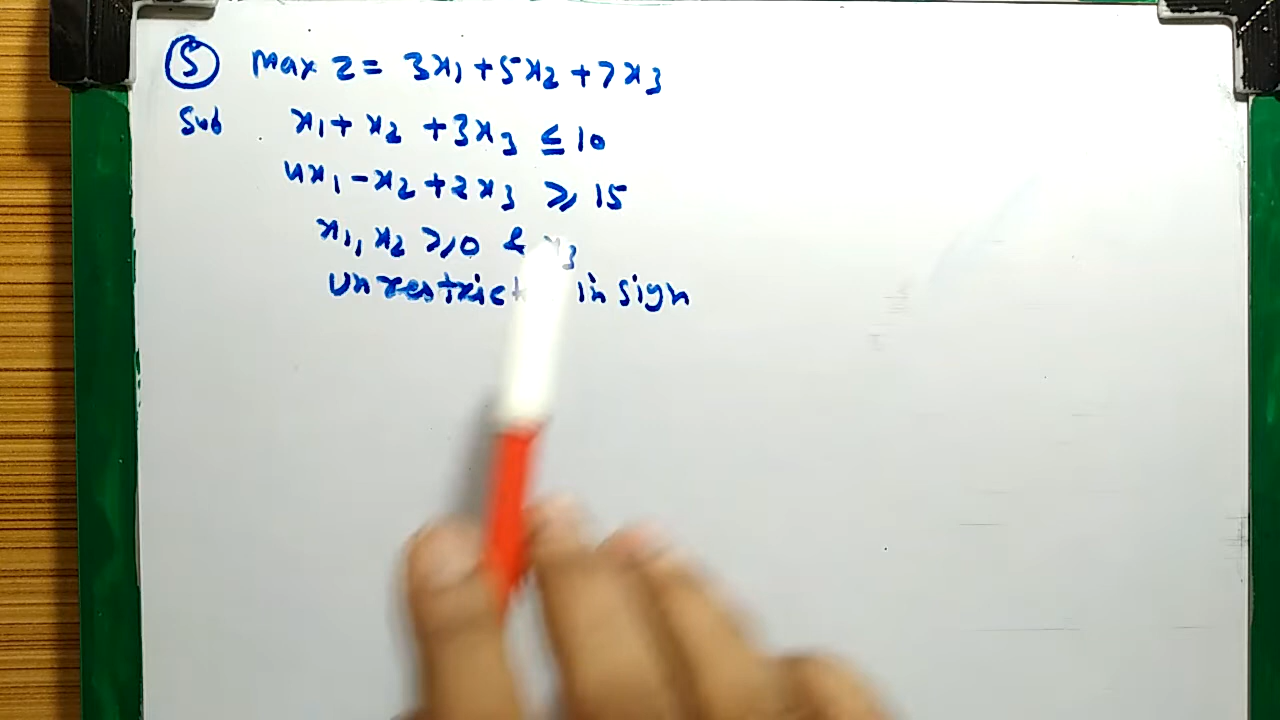 ⑤ Max Z = 3x₁ + 5x₂ + 7x₃
Sub x₁ + x₂ + 3x₃ ≤ 10
4x₁ - x₂ + 2x₃ ≥ 15
x₁, x₂ ≥ 0 & x₃
in sign